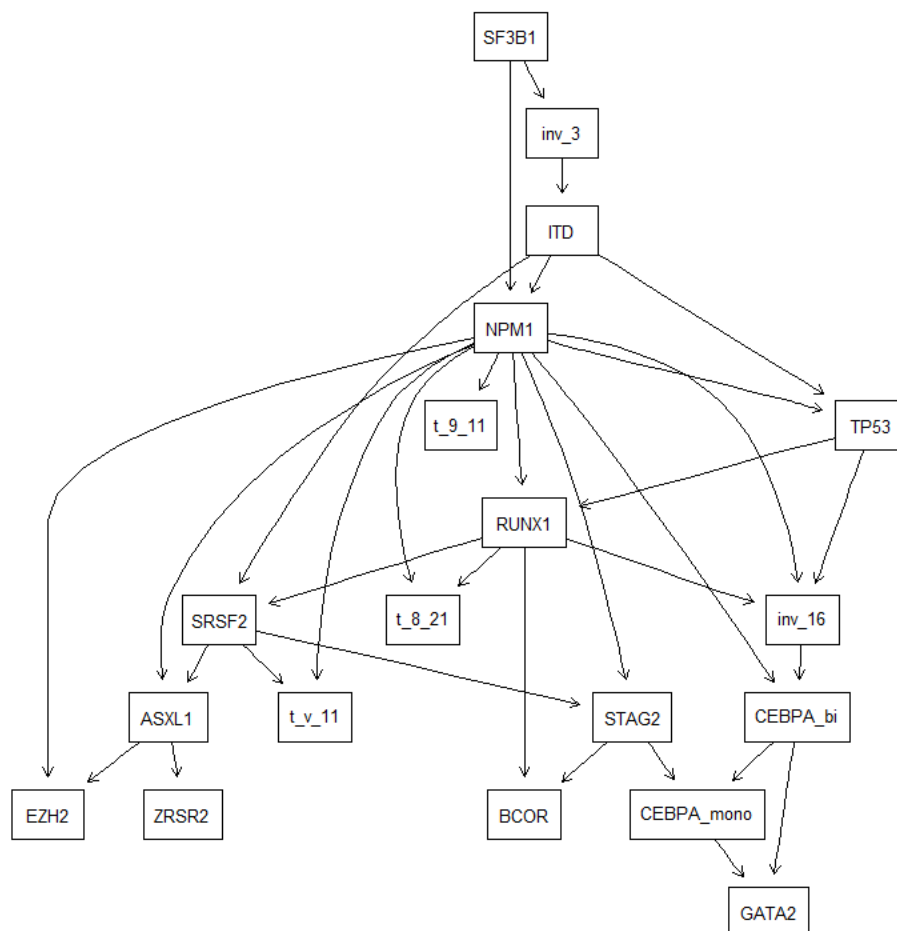 SF3B1
inv_3
ITD
NPM1
t_9_11
TP53
RUNX1
SRSF2
t_8_21
inv_16
ASXL1
t_v_11
STAG2
CEBPA_bi
EZH2
ZRSR2
BCOR
CEBPA_mono
GATA2